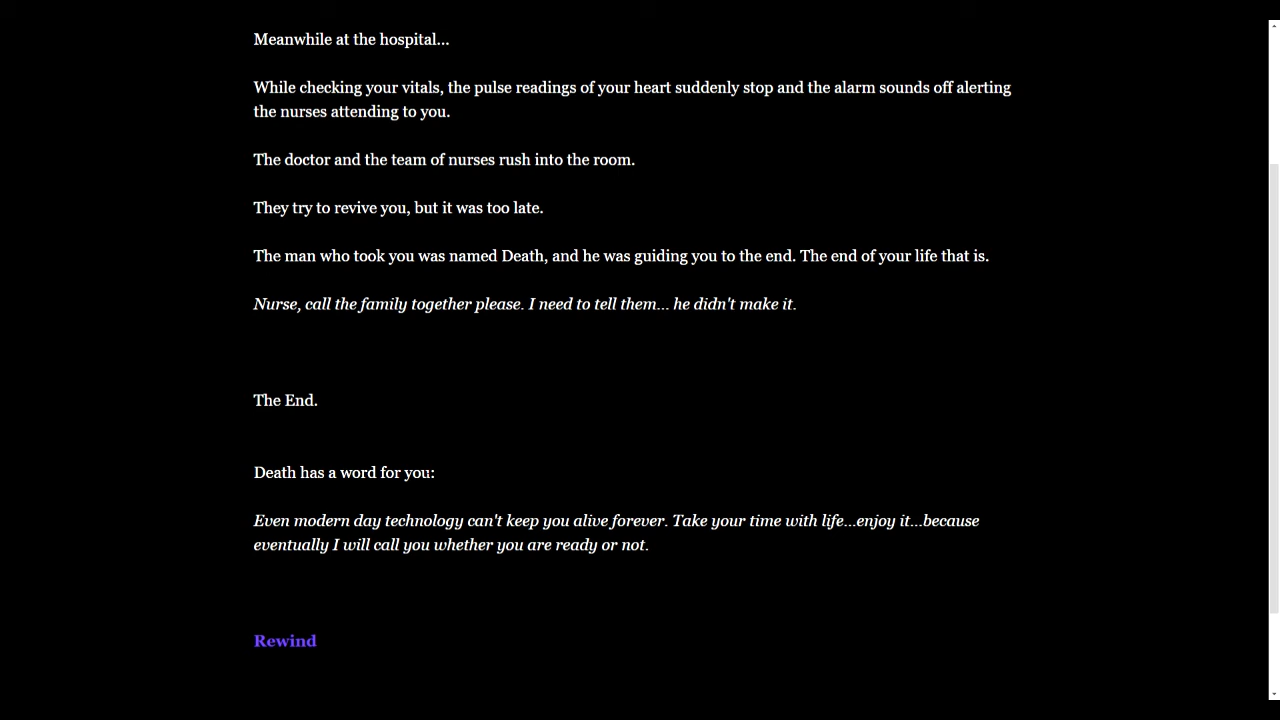 Meanwhile at the hospital...
While checking your vitals, the pulse readings of your heart suddenly stop and the alarm sounds off alerting
the nurses attending to you.
The doctor and the team of nurses rush into the room.
They try to revive you, but it was too late.
The man who took you was named Death, and he was guiding you to the end. The end of your life that is.
Nurse, call the family together please. I need to tell them... he didn't make it.
The End.
Death has a word for you:
Even modern day technology can't keep you alive forever. Take your time with life...enjoy it...because
eventually I will call you whether you are ready or not.
Rewind